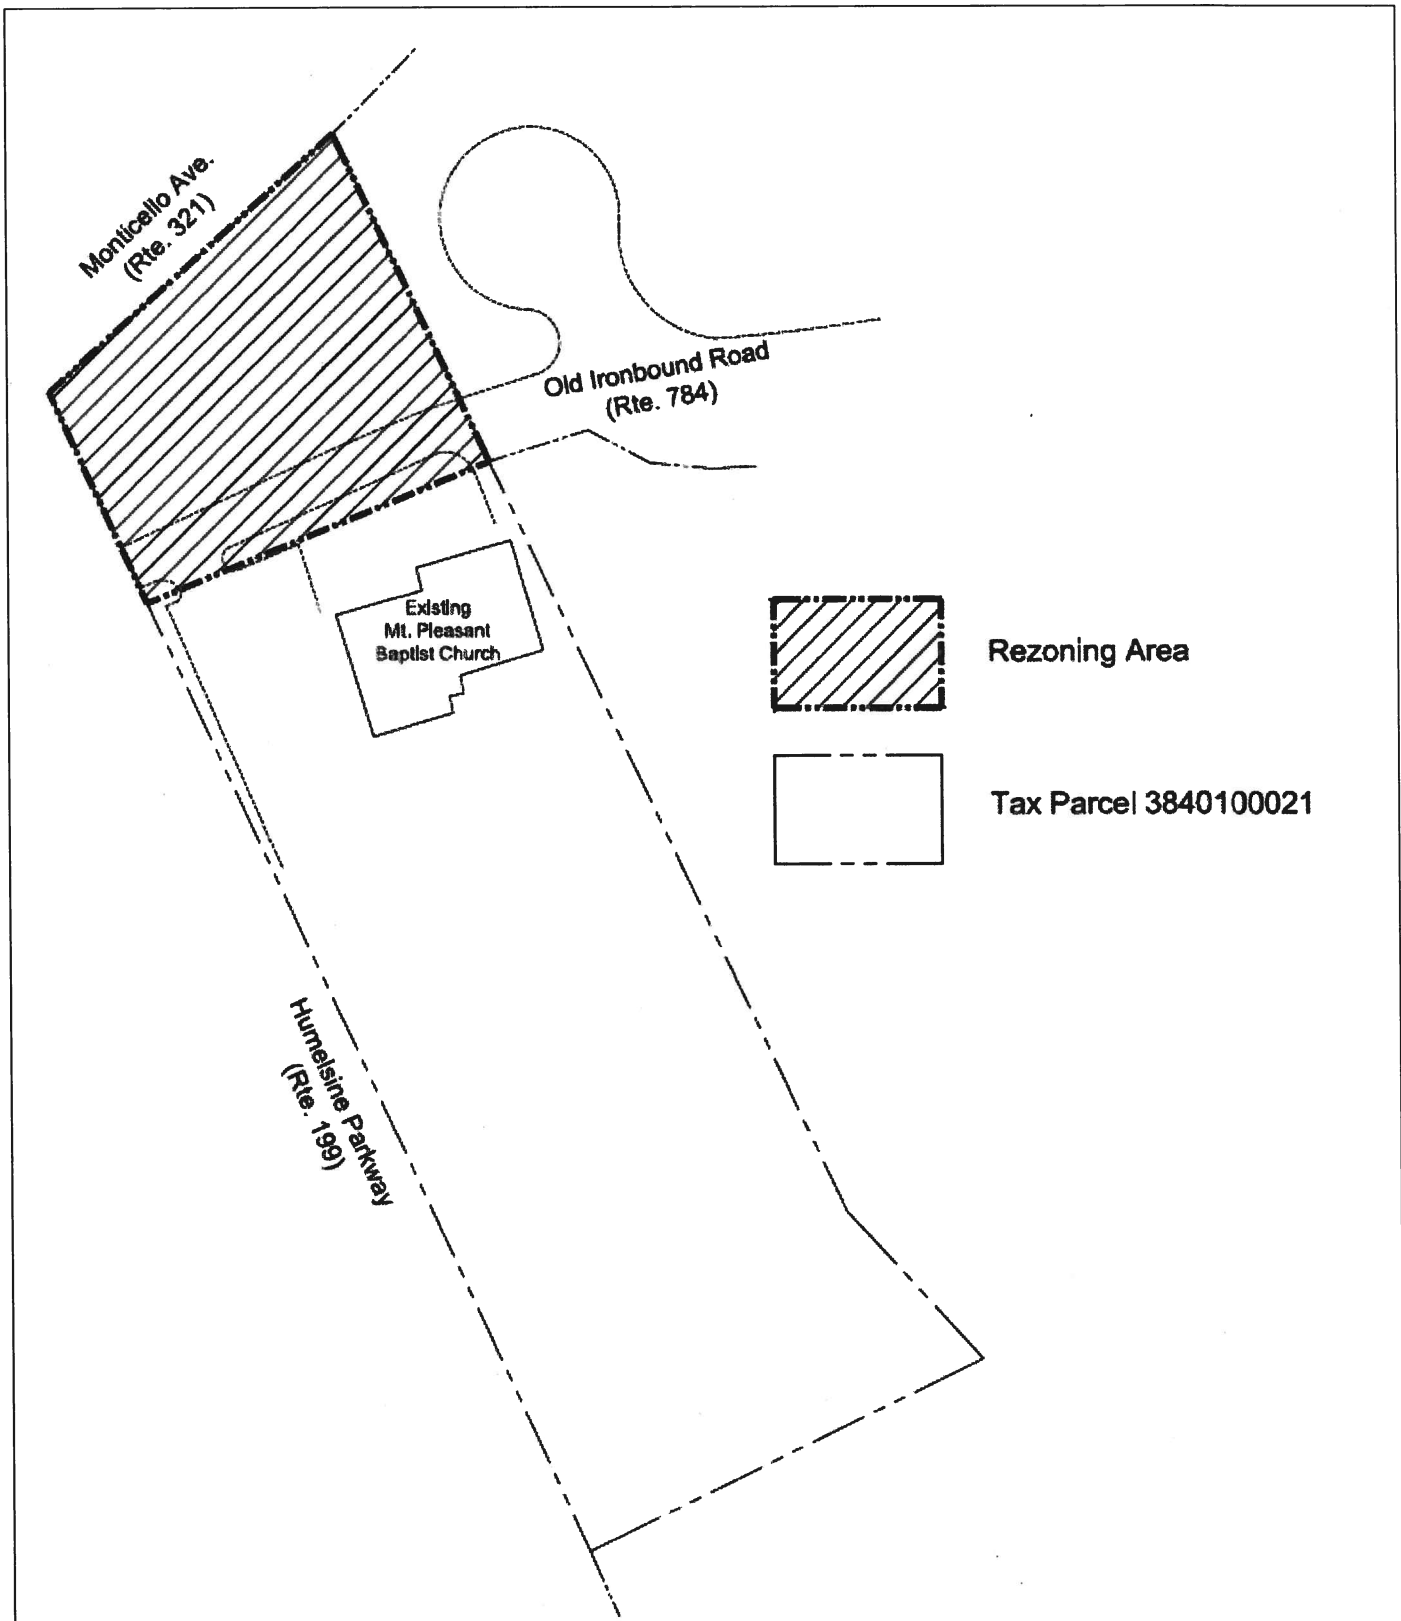 Monticello Ave.
(Rte. 321)
Old Ironbound Road
(Rte. 784)
Existing
Mt. Pleasant
Baptist Church
Rezoning Area
Tax Parcel 3840100021
Humelsine Parkway
(Rte. 199)